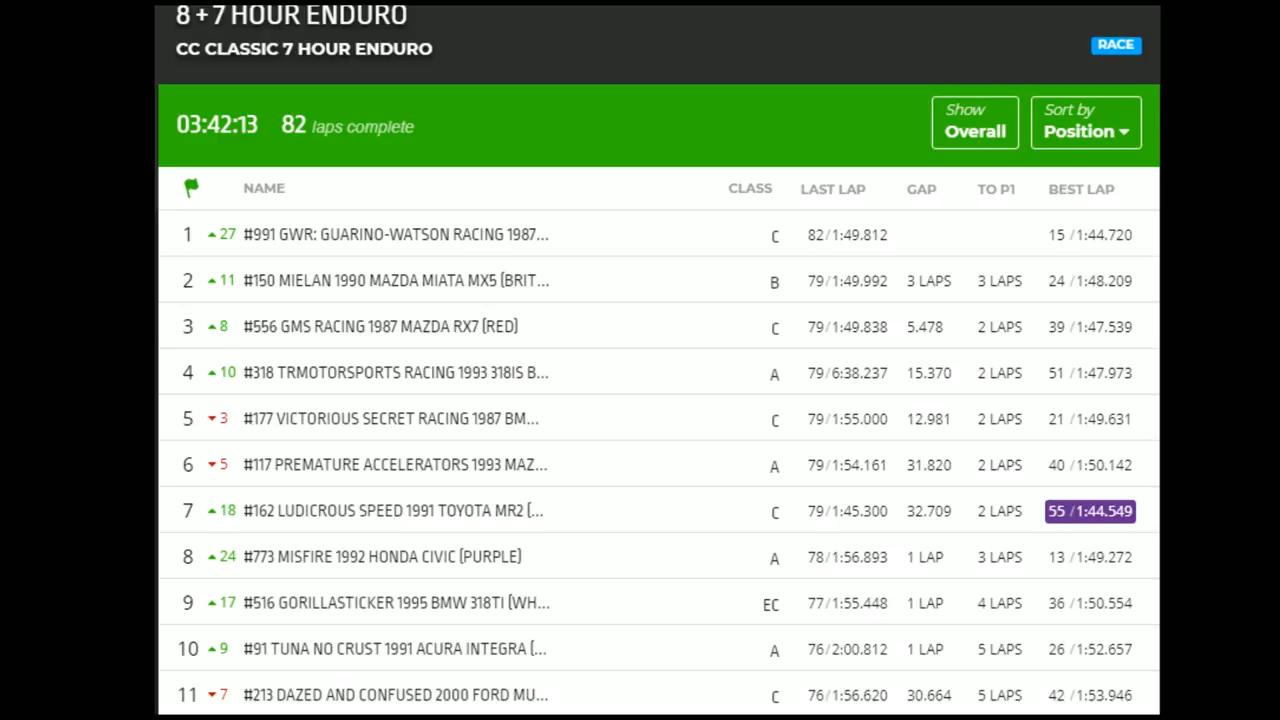 8 + 7 HOUR ENDURO
CC CLASSIC 7 HOUR ENDURO
RACE
03:42:13 82 laps complete
Show Overall
Sort by Position
NAME CLASS LAST LAP GAP TO P1 BEST LAP
1 27 #991 GWR: GUARINO-WATSON RACING 1987... C 82/1:49.812 15 /1:44.720
2 11 #150 MIELAN 1990 MAZDA MIATA MX5 (BRIT... B 79/1:49.992 3 LAPS 3 LAPS 24 /1:48.209
3 8 #556 GMS RACING 1987 MAZDA RX7 (RED) C 79/1:49.838 5.478 2 LAPS 39 /1:47.539
4 10 #318 TRMOTORSPORTS RACING 1993 318IS B... A 79/6:38.237 15.370 2 LAPS 51 /1:47.973
5 3 #177 VICTORIOUS SECRET RACING 1987 BM... C 79/1:55.000 12.981 2 LAPS 21 /1:49.631
6 5 #117 PREMATURE ACCELERATORS 1993 MAZ... A 79/1:54.161 31.820 2 LAPS 40 /1:50.142
7 18 #162 LUDICROUS SPEED 1991 TOYOTA MR2 (... C 79/1:45.300 32.709 2 LAPS 55 /1:44.549
8 24 #773 MISFIRE 1992 HONDA CIVIC (PURPLE) A 78/1:56.893 1 LAP 3 LAPS 13 /1:49.272
9 17 #516 GORILLASTICKER 1995 BMW 318TI (WH... EC 77/1:55.448 1 LAP 4 LAPS 36 /1:50.554
10 9 #91 TUNA NO CRUST 1991 ACURA INTEGRA (... A 76/2:00.812 1 LAP 5 LAPS 26 /1:52.657
11 7 #213 DAZED AND CONFUSED 2000 FORD MU... C 76/1:56.620 30.664 5 LAPS 42 /1:53.946